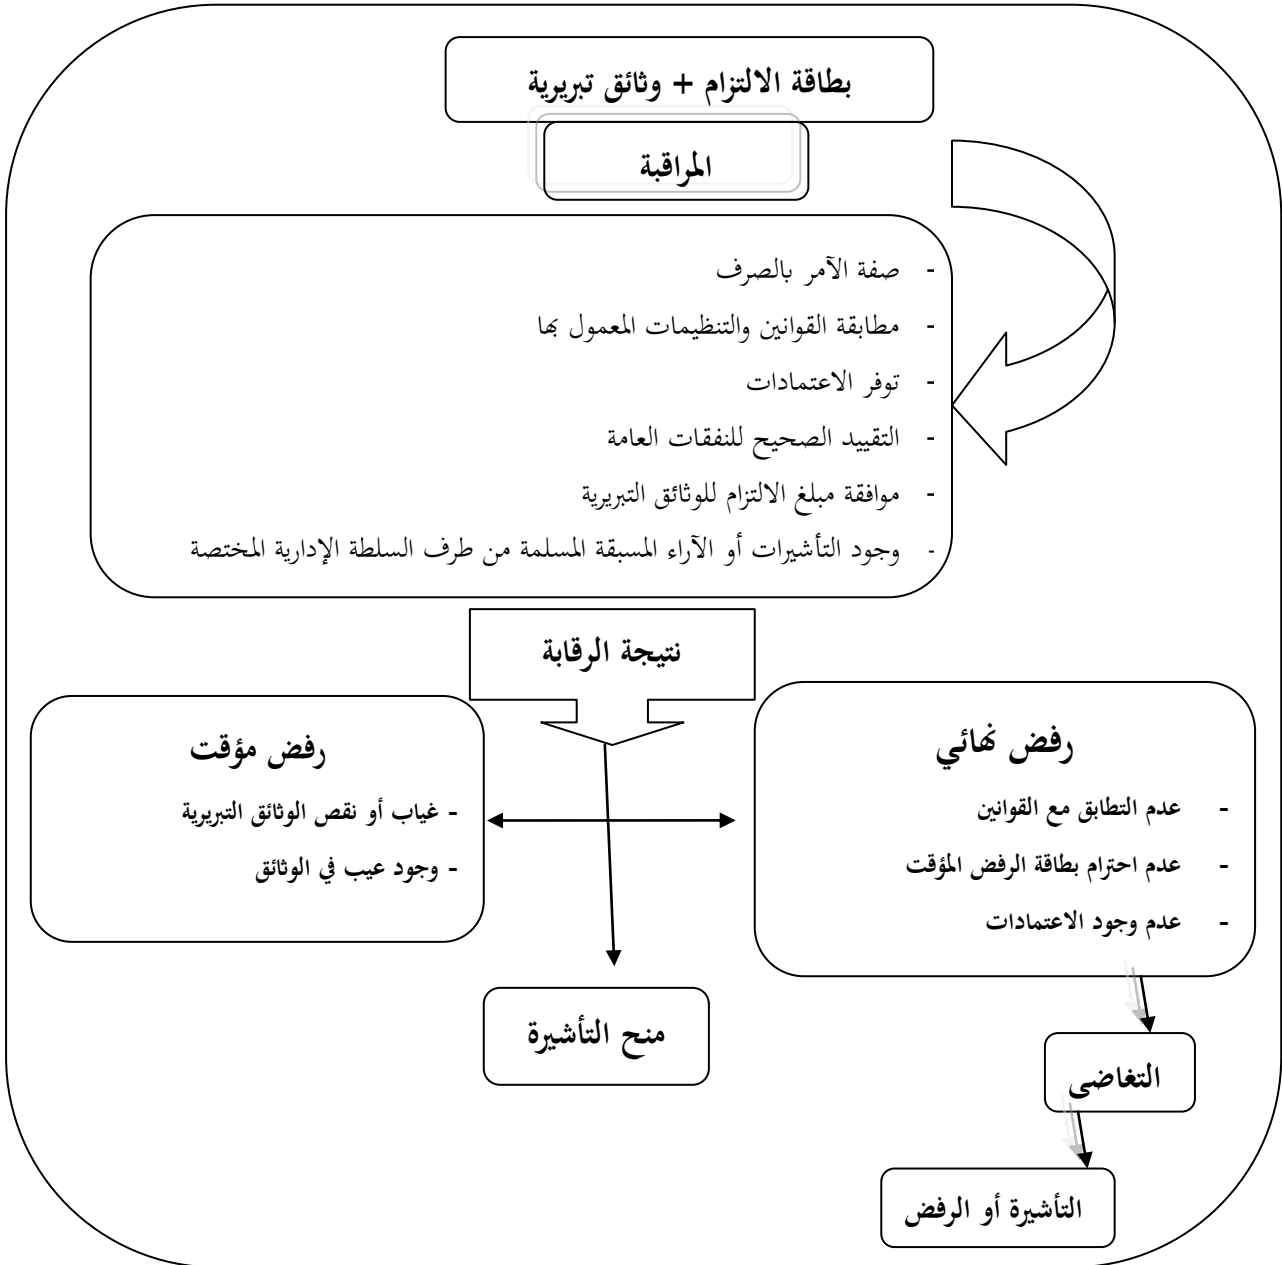 بطاقة الالتزام + وثائق تبريرية
المراقبة
- صفة الآمر بالصرف
- مطابقة القوانين والتنظيمات المعمول بها
- توفر الاعتمادات
- التقييد الصحيح للنفقات العامة
- موافقة مبلغ الالتزام للوثائق التبريرية
- وجود التأشيرات أو الآراء المسبقة المسلمة من طرف السلطة الإدارية المختصة
نتيجة الرقابة
رفض نهائي
- عدم التطابق مع القوانين
- عدم احترام بطاقة الرفض المؤقت
- عدم وجود الاعتمادات
رفض مؤقت
- غياب أو نقص الوثائق التبريرية
- وجود عيب في الوثائق
منح التأشيرة
التغاضى
التأشيرة أو الرفض